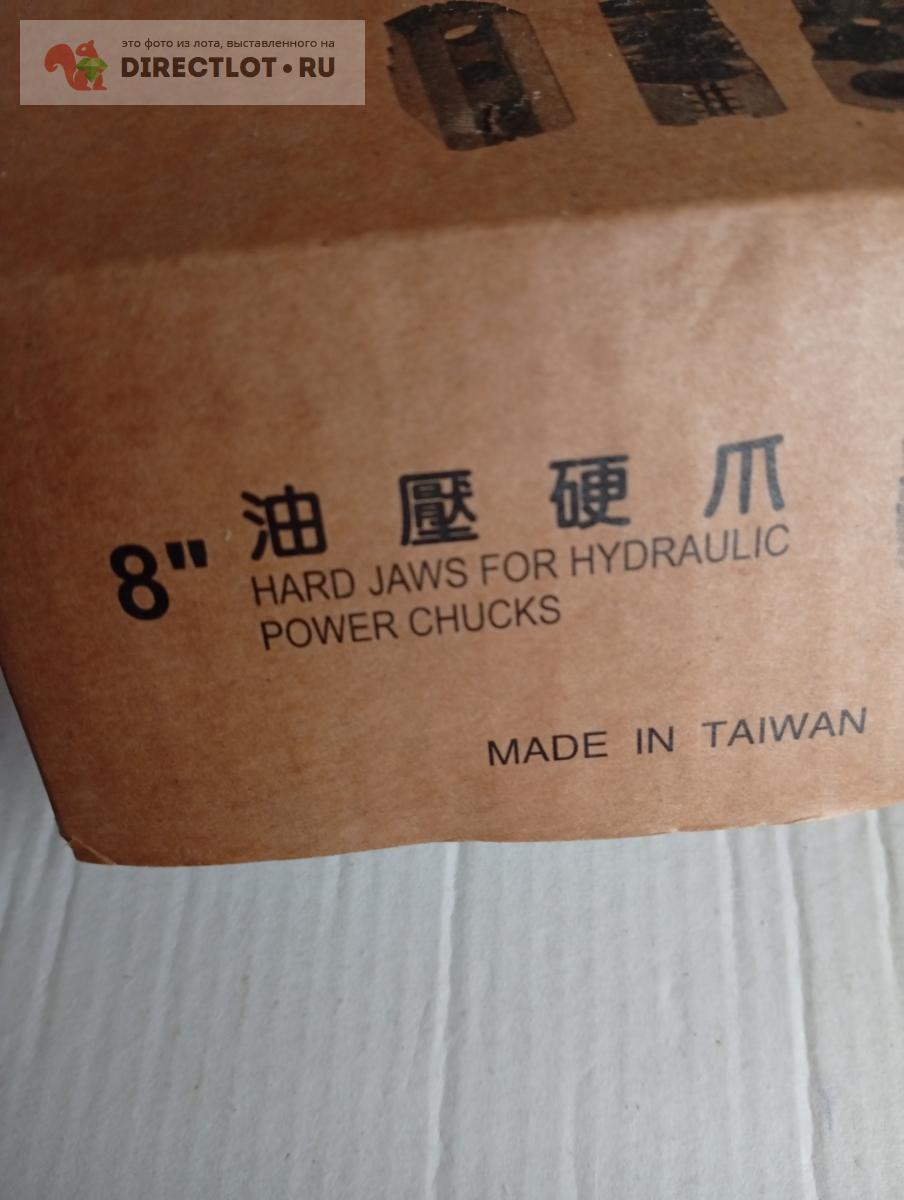 это фото из лота, выставленного на
DIRECTLOT•RU
8" 油壓硬爪
HARD JAWS FOR HYDRAULIC
POWER CHUCKS
MADE IN TAIWAN